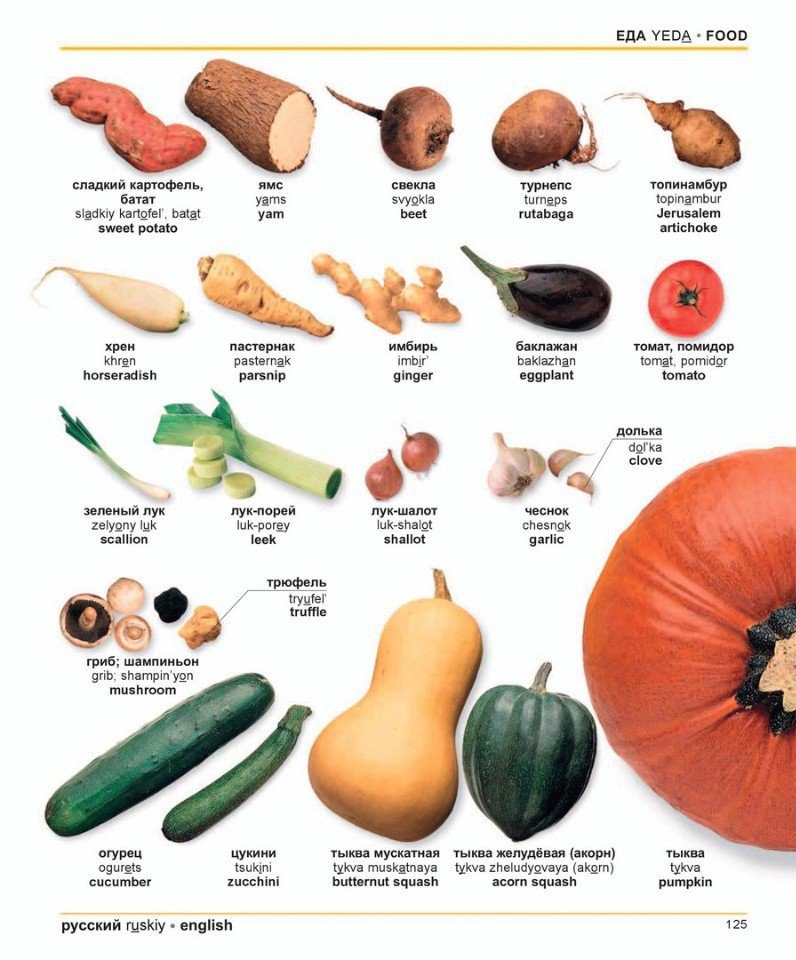 ЕДА YEDA • FOOD
сладкий картофель,
батат
sladkiy kartofel’, batat
sweet potato
ямс
yams
yam
свекла
svyokla
beet
турнепс
turneps
rutabaga
топинамбур
topinambur
Jerusalem
artichoke
хрен
khren
horseradish
пастернак
pasternak
parsnip
имбирь
imbir’
ginger
баклажан
baklazhan
eggplant
томат, помидор
tomat, pomidor
tomato
зеленый лук
zelyony luk
scallion
лук-порей
luk-porey
leek
лук-шалот
luk-shalot
shallot
чеснок
chesnok
garlic
долька
dol’ka
clove
трюфель
tryufel’
truffle
гриб; шампиньон
grib; shampin’yon
mushroom
огурец
ogurets
cucumber
цукини
tsukini
zucchini
тыква мускатная
tykva muskatnaya
butternut squash
тыква желудёвая (акорн)
tykva zheludyovaya (akorn)
acorn squash
тыква
tykva
pumpkin
русский ruskiy • english
125